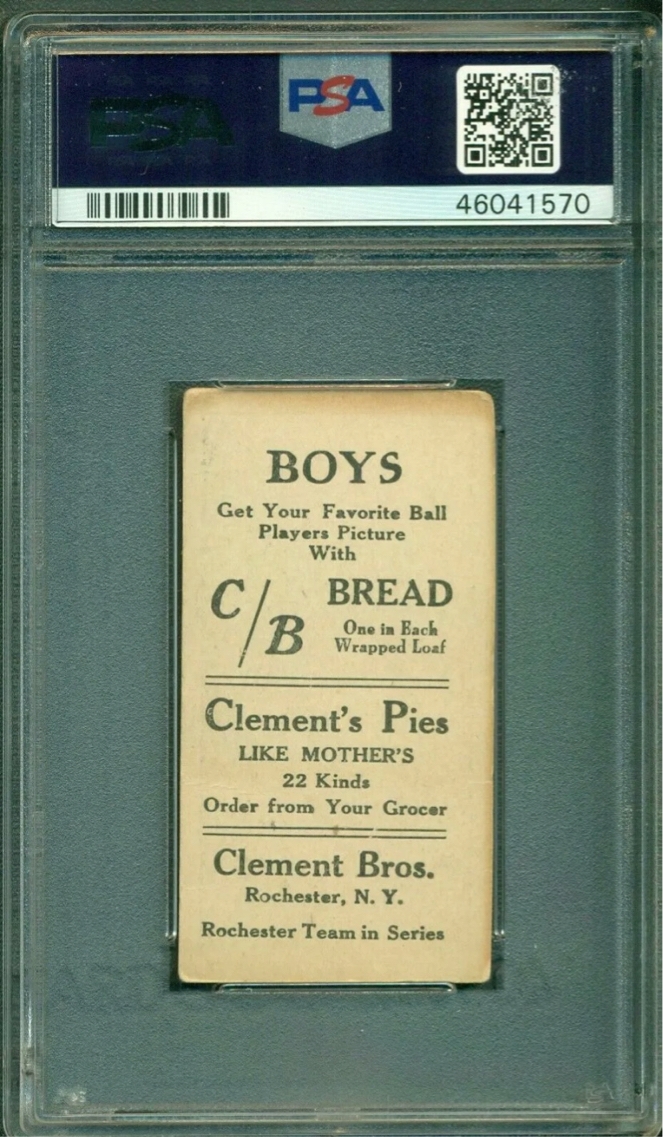 PSA
PSA
46041570
BOYS
Get Your Favorite Ball
Players Picture
With
C/B BREAD
One in Each
Wrapped Loaf
Clement's Pies
LIKE MOTHER'S
22 Kinds
Order from Your Grocer
Clement Bros.
Rochester, N. Y.
Rochester Team in Series